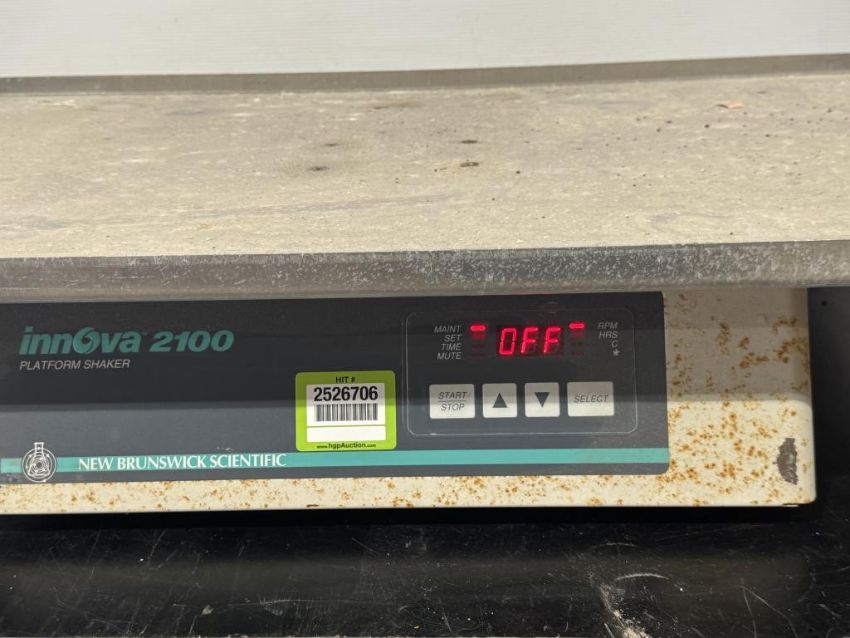 innOva™ 2100
PLATFORM SHAKER
HIT #
2526706
www.hgpAuction.com
NEW BRUNSWICK SCIENTIFIC
MAINT
SET
TIME
MUTE
OFF
RPM
HRS
C
*
START
STOP
▲
▼
SELECT